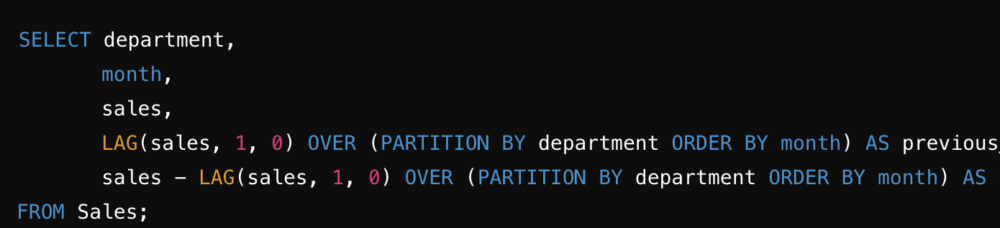 SELECT department,
month,
sales,
LAG(sales, 1, 0) OVER (PARTITION BY department ORDER BY month) AS previous_
sales – LAG(sales, 1, 0) OVER (PARTITION BY department ORDER BY month) AS
FROM Sales;